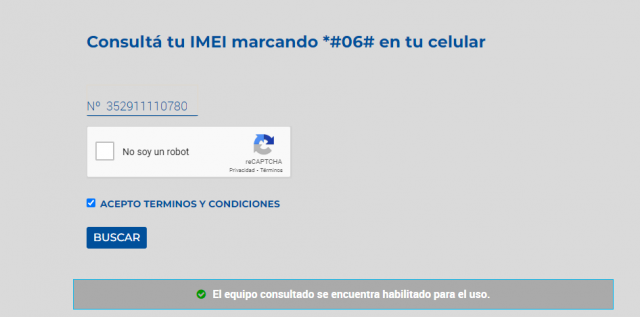 Consultá tu IMEI marcando *#06# en tu celular
Nº 352911110780
No soy un robot
reCAPTCHA
Privacidad - Términos
ACEPTO TERMINOS Y CONDICIONES
BUSCAR
El equipo consultado se encuentra habilitado para el uso.